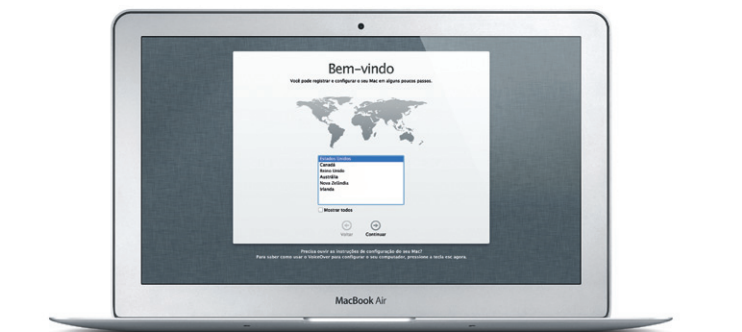 Bem-vindo
Você pode registrar e configurar o seu Mac em alguns poucos passos.
Estados Unidos
Canadá
Reino Unido
Austrália
Nova Zelândia
Irlanda
Mostrar todos
Voltar
Continuar
Precisa ouvir as instruções de configuração do seu Mac?
Para saber como usar o VoiceOver para configurar o seu computador, pressione a tecla esc agora.
MacBook Air